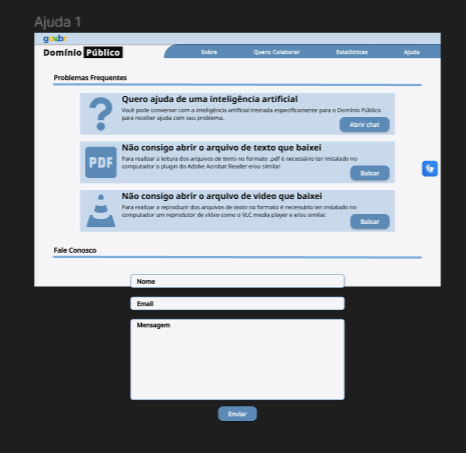 Ajuda 1
gov.br
Domínio Público
Sobre
Quero Colaborar
Estatísticas
Ajuda
Problemas Frequentes
Quero ajuda de uma inteligência artificial
Você pode conversar com a inteligência artificial treinada especificamente para o Domínio Público
para receber ajuda com seu problema.
Abrir chat
PDF
Não consigo abrir o arquivo de texto que baixei
Para realizar a leitura dos arquivos de texto no formato .pdf é necessário ter instalado no
computador o plugin do Adobe Acrobat Reader e/ou similar.
Baixar
Não consigo abrir o arquivo de video que baixei
Para realizar a reproduzir dos arquivos de texto no formato é necessário ter instalado no
computador um reprodutor de vídeo como o VLC media player e e/ou similar.
Baixar
Fale Conosco
Nome
Email
Mensagem
Enviar